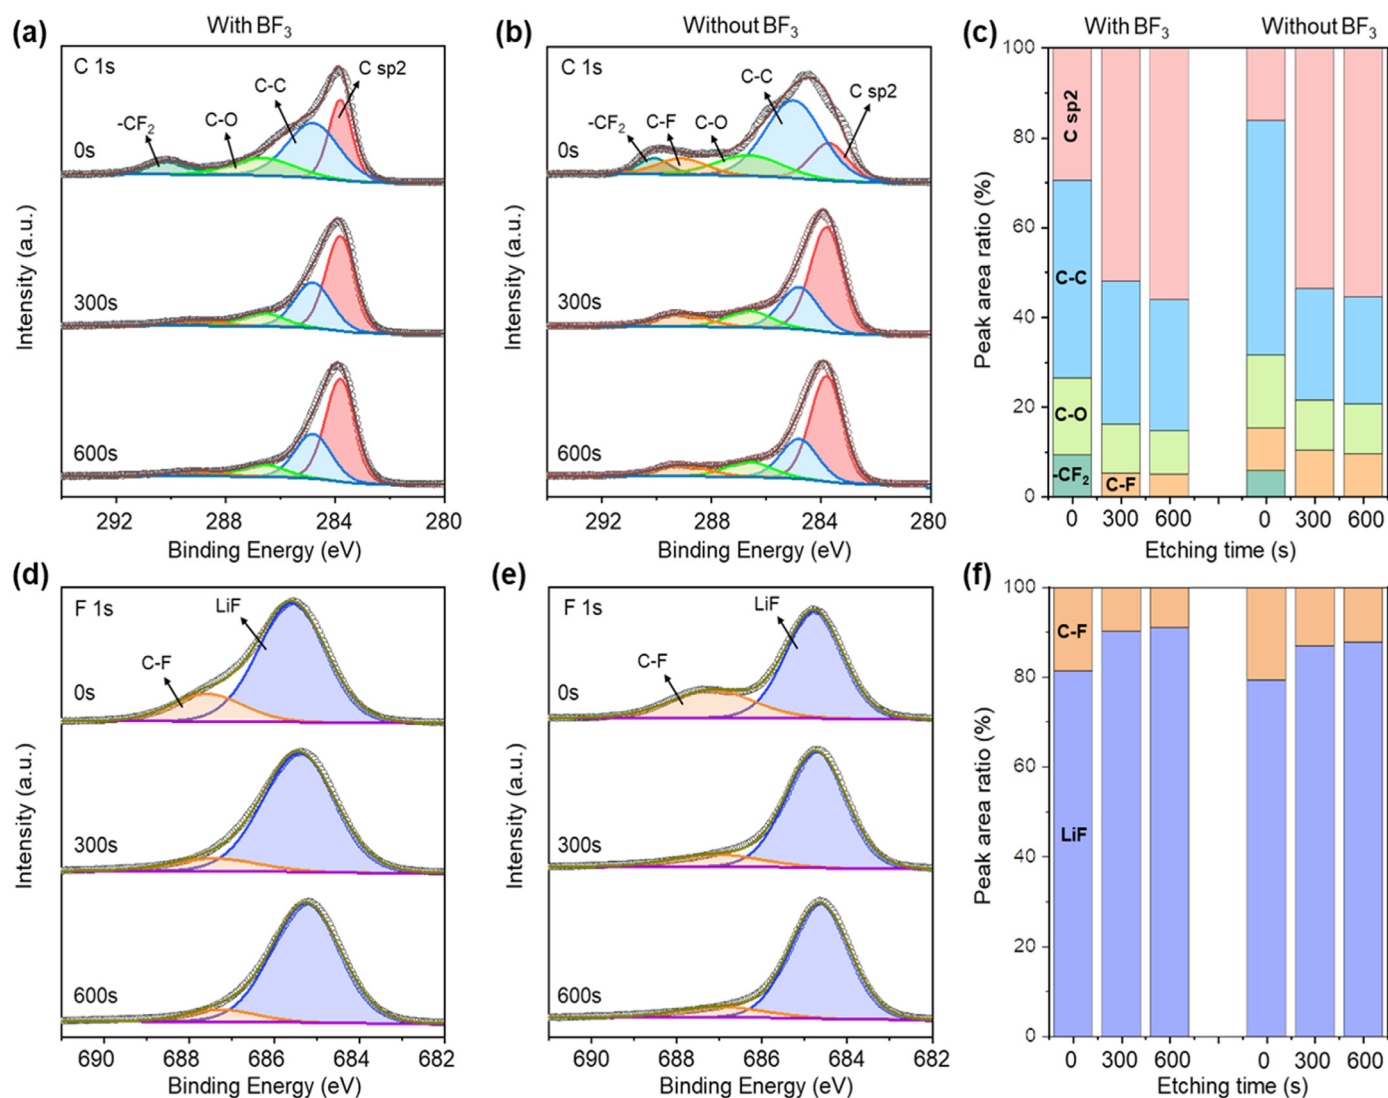 (a)
With BF₃
C 1s
C sp2
C-C
C-O
-CF₂
0s
300s
600s
Intensity (a.u.)
292 288 284 280
Binding Energy (eV)
(b)
Without BF₃
C 1s
C-C
C sp2
C-O
C-F
-CF₂
0s
300s
600s
Intensity (a.u.)
292 288 284 280
Binding Energy (eV)
(c)
With BF₃ Without BF₃
100
80
60
40
20
0
Peak area ratio (%)
C sp2
C-C
C-O
-CF₂
C-F
0 300 600 0 300 600
Etching time (s)
(d)
F 1s
LiF
C-F
0s
300s
600s
Intensity (a.u.)
690 688 686 684 682
Binding Energy (eV)
(e)
F 1s
LiF
C-F
0s
300s
600s
Intensity (a.u.)
690 688 686 684 682
Binding Energy (eV)
(f)
100
80
60
40
20
0
Peak area ratio (%)
C-F
LiF
0 300 600 0 300 600
Etching time (s)